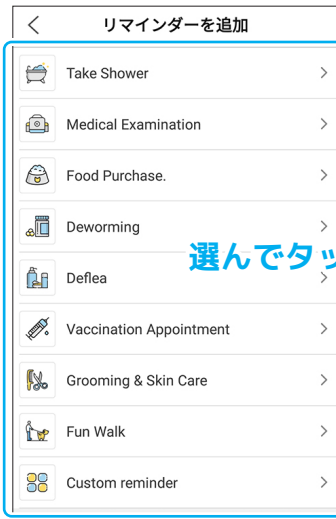 リマインダーを追加
Take Shower
Medical Examination
Food Purchase.
Deworming
選んでタッ
Deflea
Vaccination Appointment
Grooming & Skin Care
Fun Walk
Custom reminder